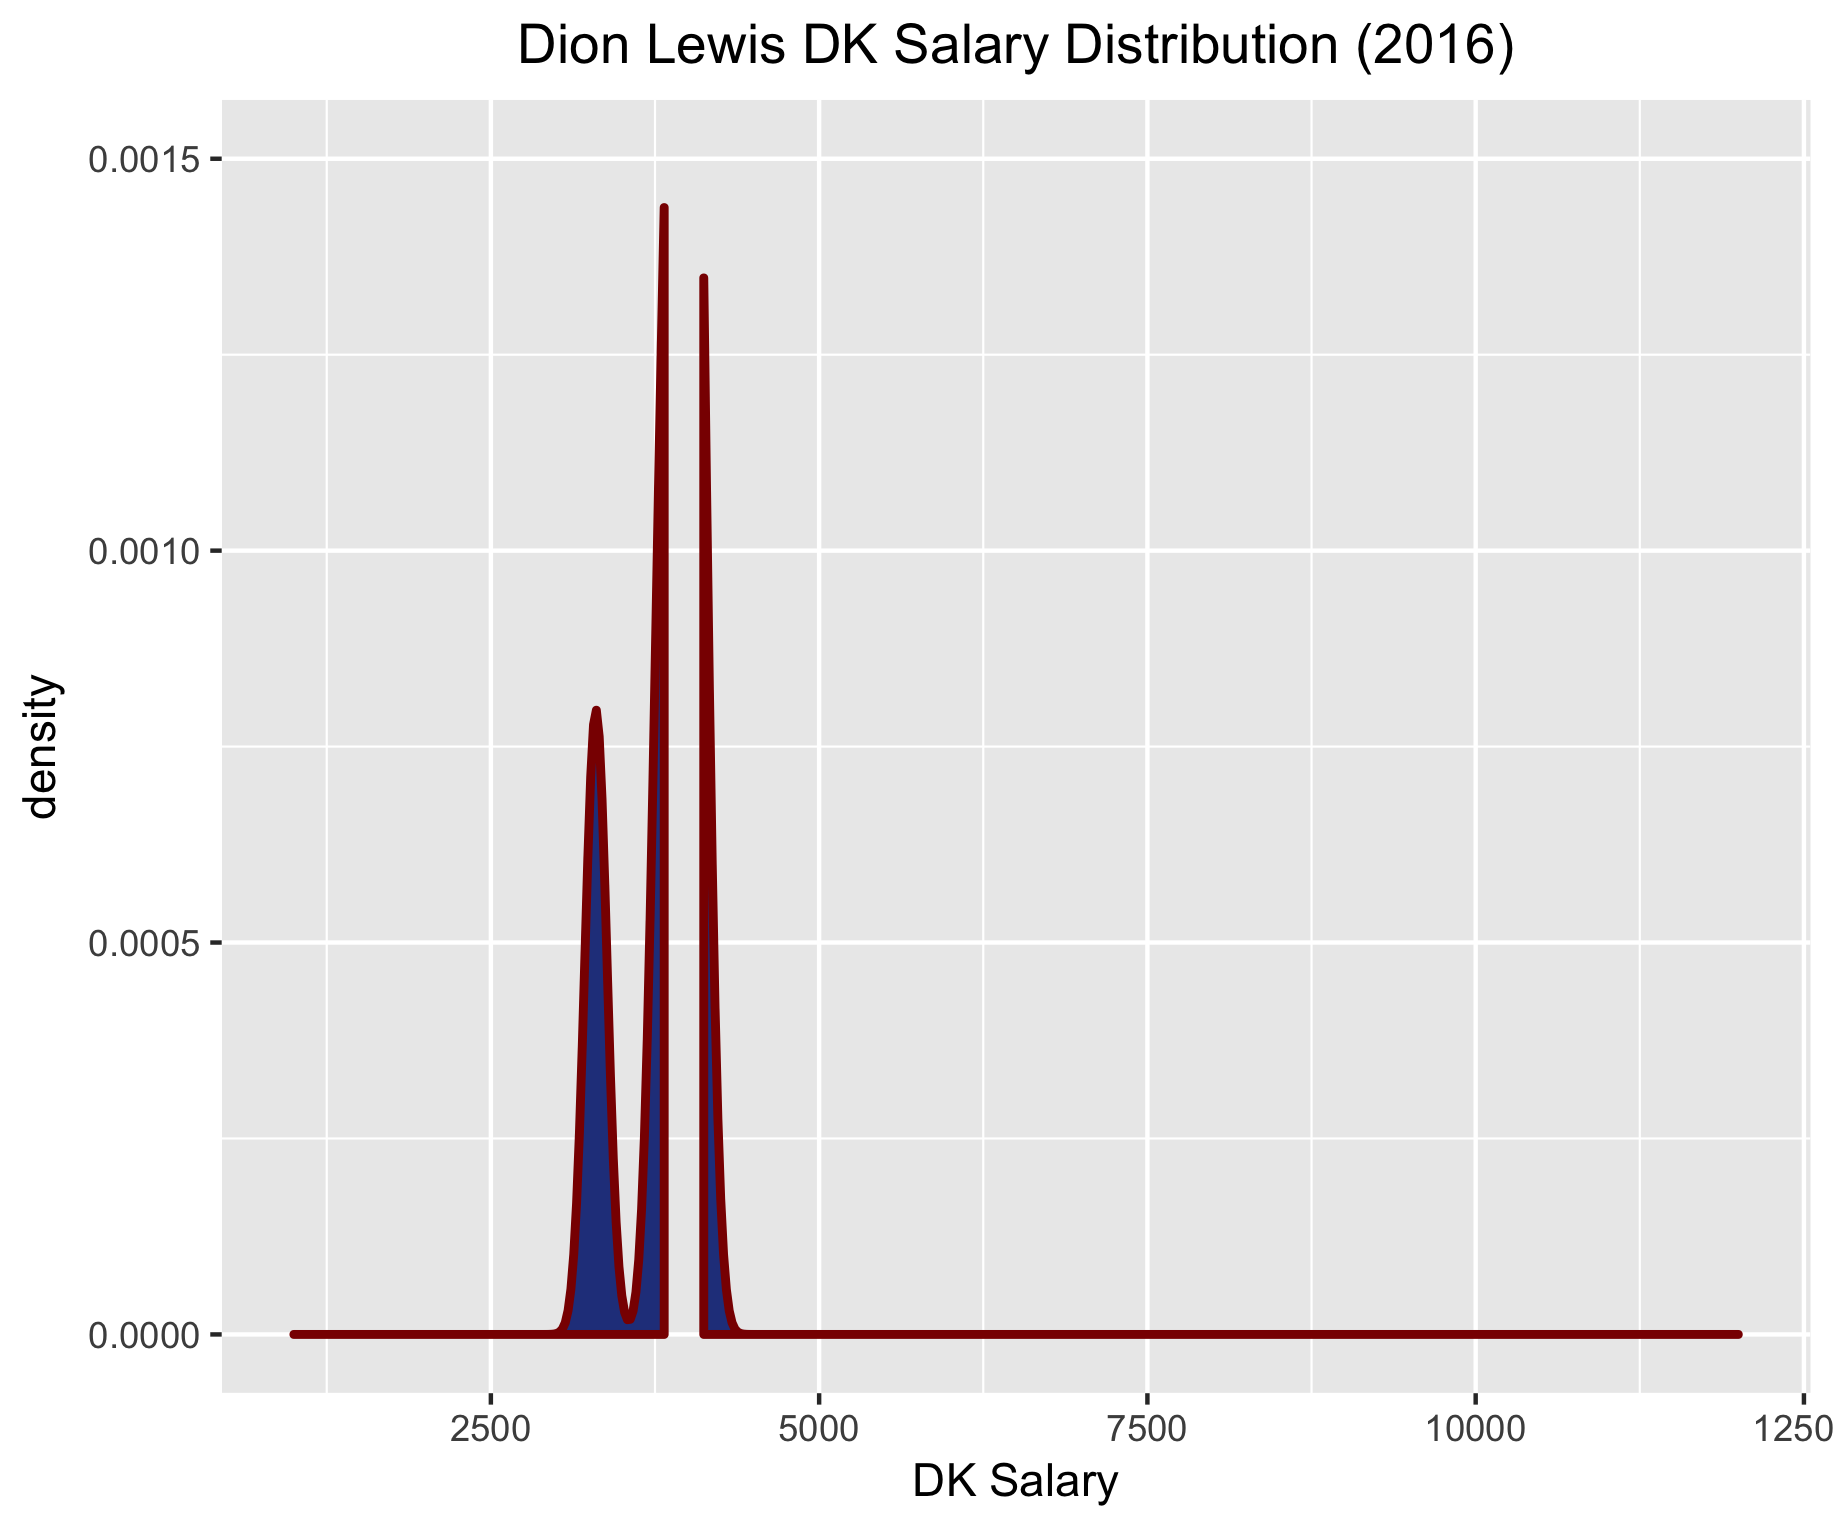 Dion Lewis DK Salary Distribution (2016)
0.0015
0.0010
0.0005
0.0000
density
2500 5000 7500 10000 1250
DK Salary